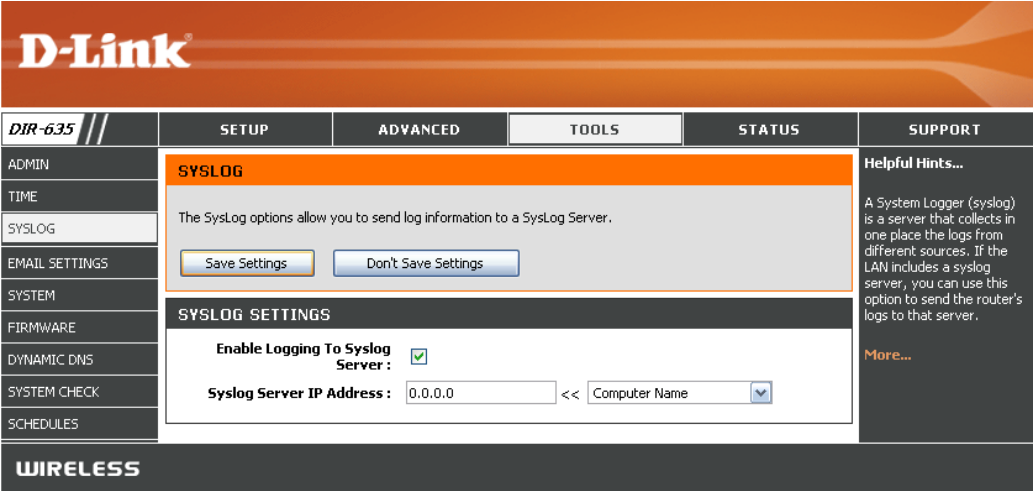 D-Link
DIR-635
SETUP
ADVANCED
TOOLS
STATUS
SUPPORT
ADMIN
TIME
SYSLOG
EMAIL SETTINGS
SYSTEM
FIRMWARE
DYNAMIC DNS
SYSTEM CHECK
SCHEDULES
SYSLOG
The SysLog options allow you to send log information to a SysLog Server.
Save Settings
Don't Save Settings
SYSLOG SETTINGS
Enable Logging To Syslog
Server :
Syslog Server IP Address :
0.0.0.0
<<
Computer Name
Helpful Hints...
A System Logger (syslog)
is a server that collects in
one place the logs from
different sources. If the
LAN includes a syslog
server, you can use this
option to send the router's
logs to that server.
More...
WIRELESS